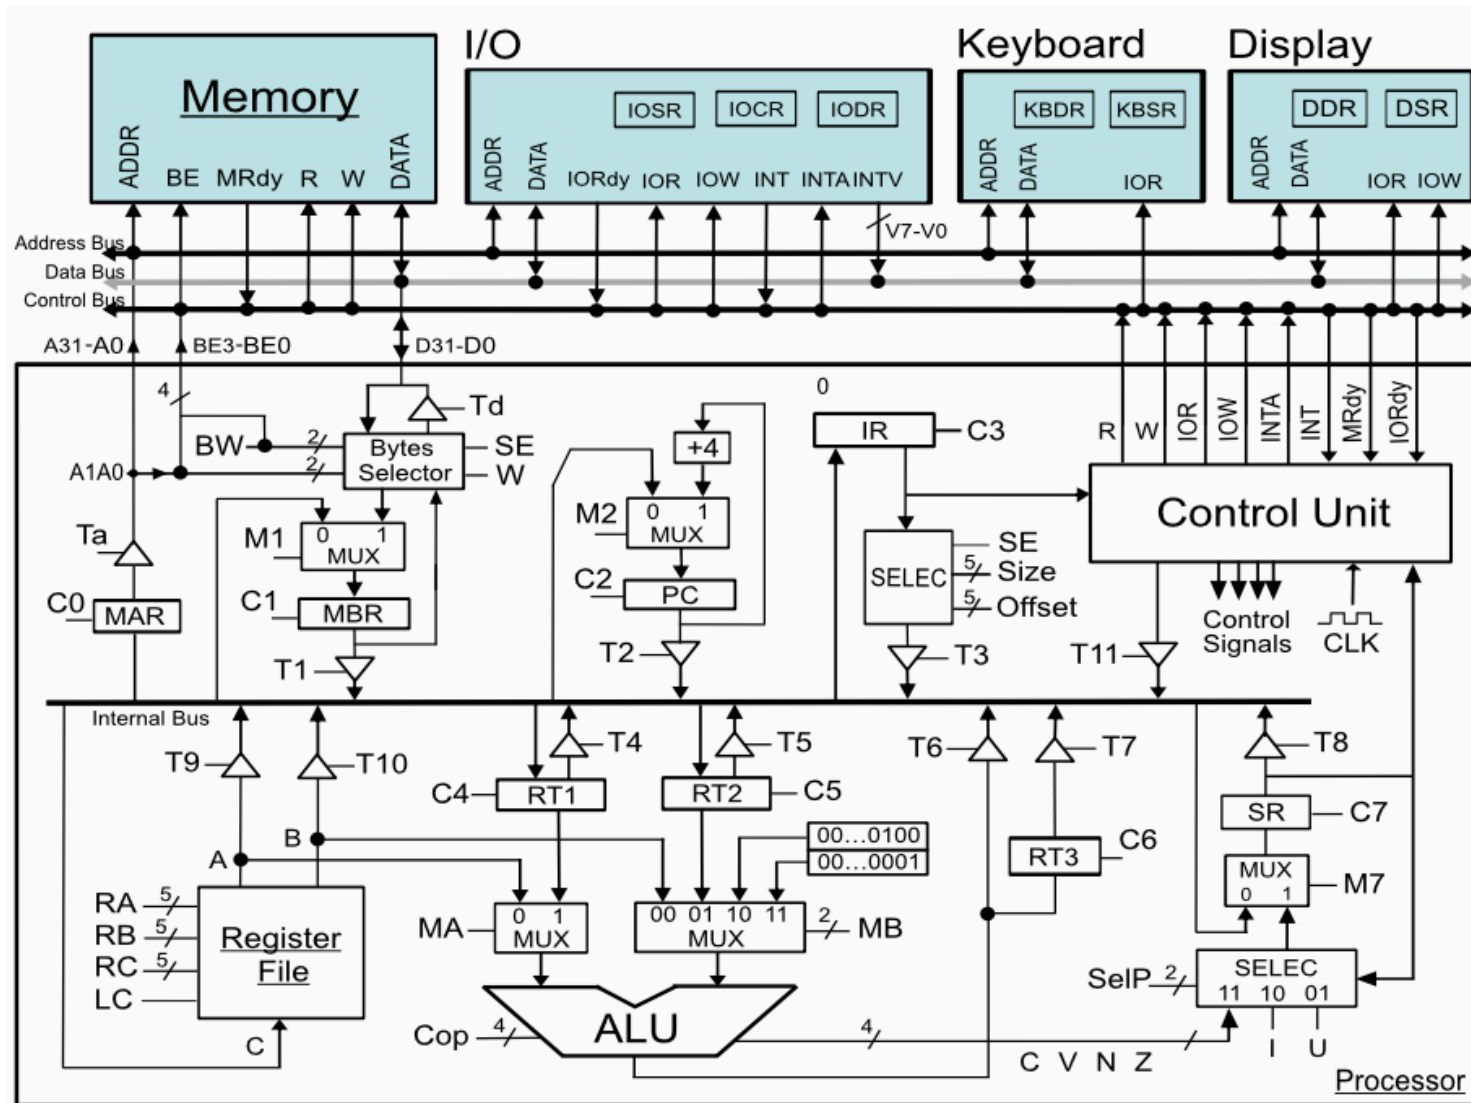 I/O
Keyboard
Display
Memory
IOSR
IOCR
IODR
KBDR
KBSR
DDR
DSR
ADDR
BE
MRdy
R
W
DATA
ADDR
DATA
IORdy
IOR
IOW
INT
INTA
INTV
ADDR
DATA
IOR
ADDR
DATA
IOR
IOW
V7-V0
Address Bus
Data Bus
Control Bus
A31-A0
BE3-BE0
D31-D0
0
4
Td
BW
2
Bytes
Selector
SE
A1A0
2
W
+4
IR
C3
R
W
IOR
IOW
INTA
INT
MRdy
IORdy
Control Unit
Ta
M1
0 1
MUX
M2
0 1
MUX
SELEC
SE
5
Size
5
Offset
C0
MAR
C1
MBR
C2
PC
Control
Signals
CLK
T1
T2
T3
T11
Internal Bus
T9
T10
T4
T5
T6
T7
T8
C4
RT1
RT2
C5
SR
C7
B
A
00...0100
00...0001
RT3
C6
MUX
0 1
M7
RA
5
RB
5
RC
5
LC
Register
File
MA
0 1
MUX
00 01 10 11
MUX
2
MB
SelP
2
SELEC
11 10 01
C
Cop
4
ALU
4
C V N Z
I
U
Processor